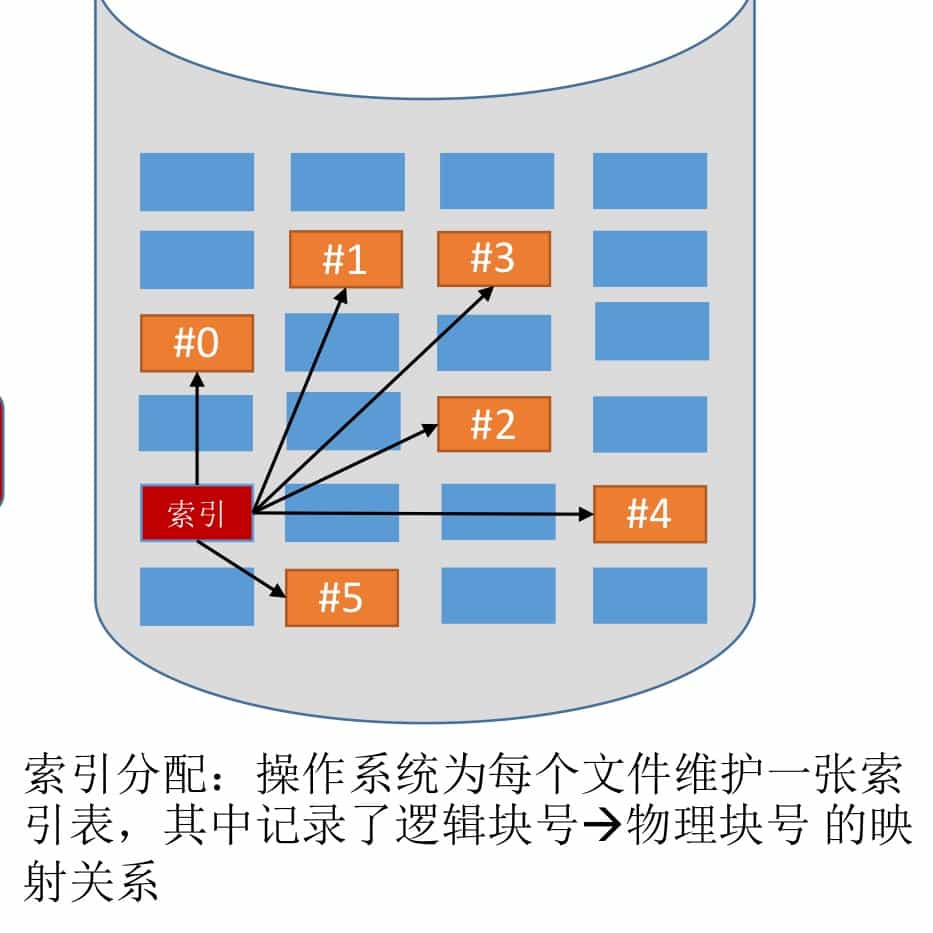 #1 #3
#0
#2
索引 #4
#5
索引分配：操作系统为每个文件维护一张索
引表，其中记录了逻辑块号→物理块号 的映
射关系